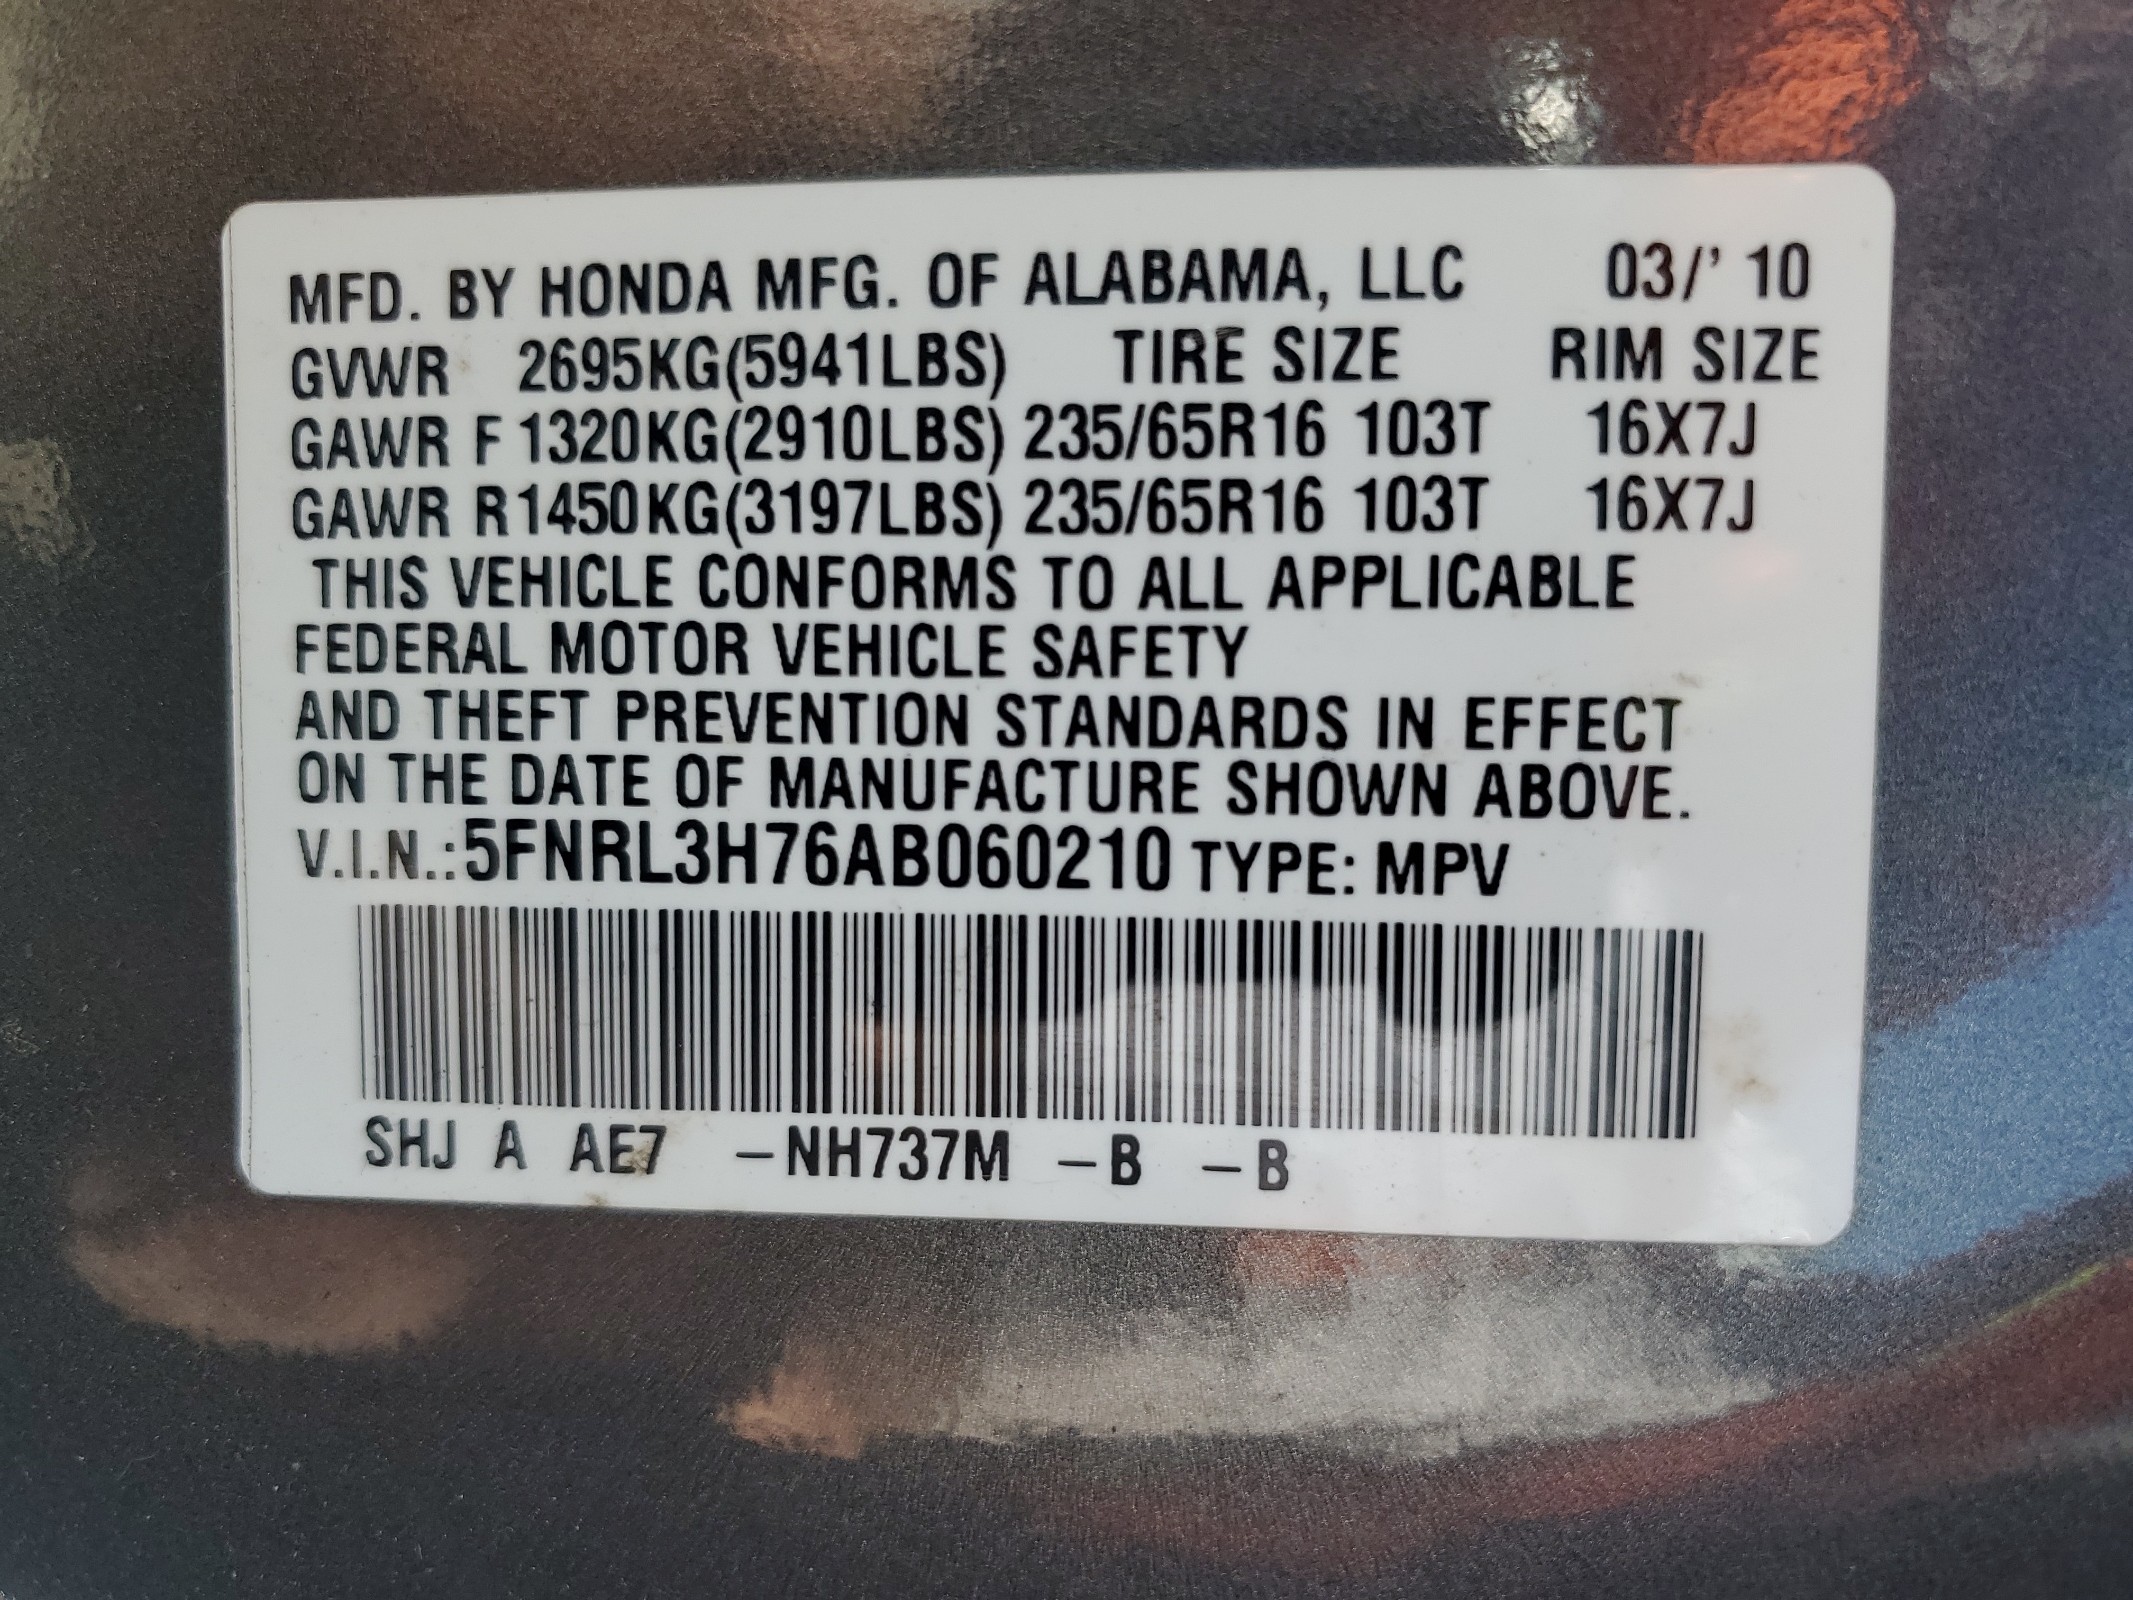 MFD. BY HONDA MFG. OF ALABAMA, LLC 03/' 10
GVWR 2695KG(5941LBS) TIRE SIZE RIM SIZE
GAWR F 1320KG(2910LBS) 235/65R16 103T 16X7J
GAWR R1450KG(3197LBS) 235/65R16 103T 16X7J
THIS VEHICLE CONFORMS TO ALL APPLICABLE
FEDERAL MOTOR VEHICLE SAFETY
AND THEFT PREVENTION STANDARDS IN EFFECT
ON THE DATE OF MANUFACTURE SHOWN ABOVE.
V.I.N.:5FNRL3H76AB060210 TYPE: MPV
SHJ A AE7 –NH737M –B –B